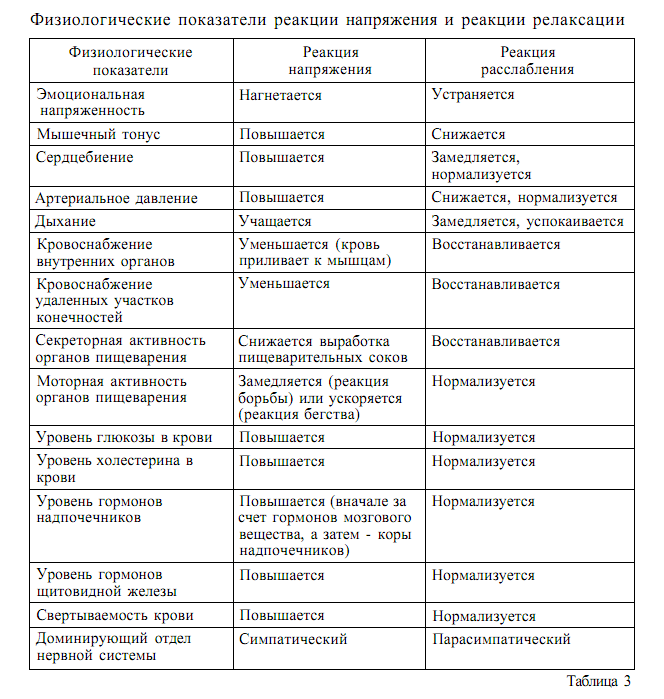 Физиологические показатели реакции напряжения и реакции релаксации
Физиологические показатели | Реакция напряжения | Реакция расслабления
Эмоциональная напряженность | Нагнетается | Устраняется
Мышечный тонус | Повышается | Снижается
Сердцебиение | Повышается | Замедляется, нормализуется
Артериальное давление | Повышается | Снижается, нормализуется
Дыхание | Учащается | Замедляется, успокаивается
Кровоснабжение внутренних органов | Уменьшается (кровь приливает к мышцам) | Восстанавливается
Кровоснабжение удаленных участков конечностей | Уменьшается | Восстанавливается
Секреторная активность органов пищеварения | Снижается выработка пищеварительных соков | Восстанавливается
Моторная активность органов пищеварения | Замедляется (реакция борьбы) или ускоряется (реакция бегства) | Нормализуется
Уровень глюкозы в крови | Повышается | Нормализуется
Уровень холестерина в крови | Повышается | Нормализуется
Уровень гормонов надпочечников | Повышается (вначале за счет гормонов мозгового вещества, а затем - коры надпочечников) | Нормализуется
Уровень гормонов щитовидной железы | Повышается | Нормализуется
Свертываемость крови | Повышается | Нормализуется
Доминирующий отдел нервной системы | Симпатический | Парасимпатический
Таблица 3